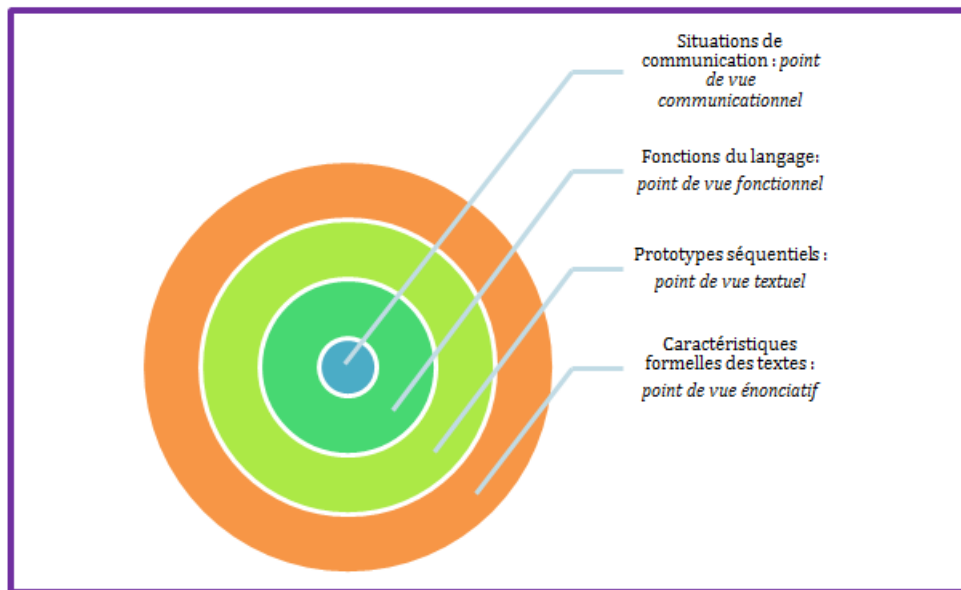 Situations de
communication : point
de vue
communicationnel
Fonctions du langage:
point de vue fonctionnel
Prototypes séquentiels :
point de vue textuel
Caractéristiques
formelles des textes :
point de vue énonciatif